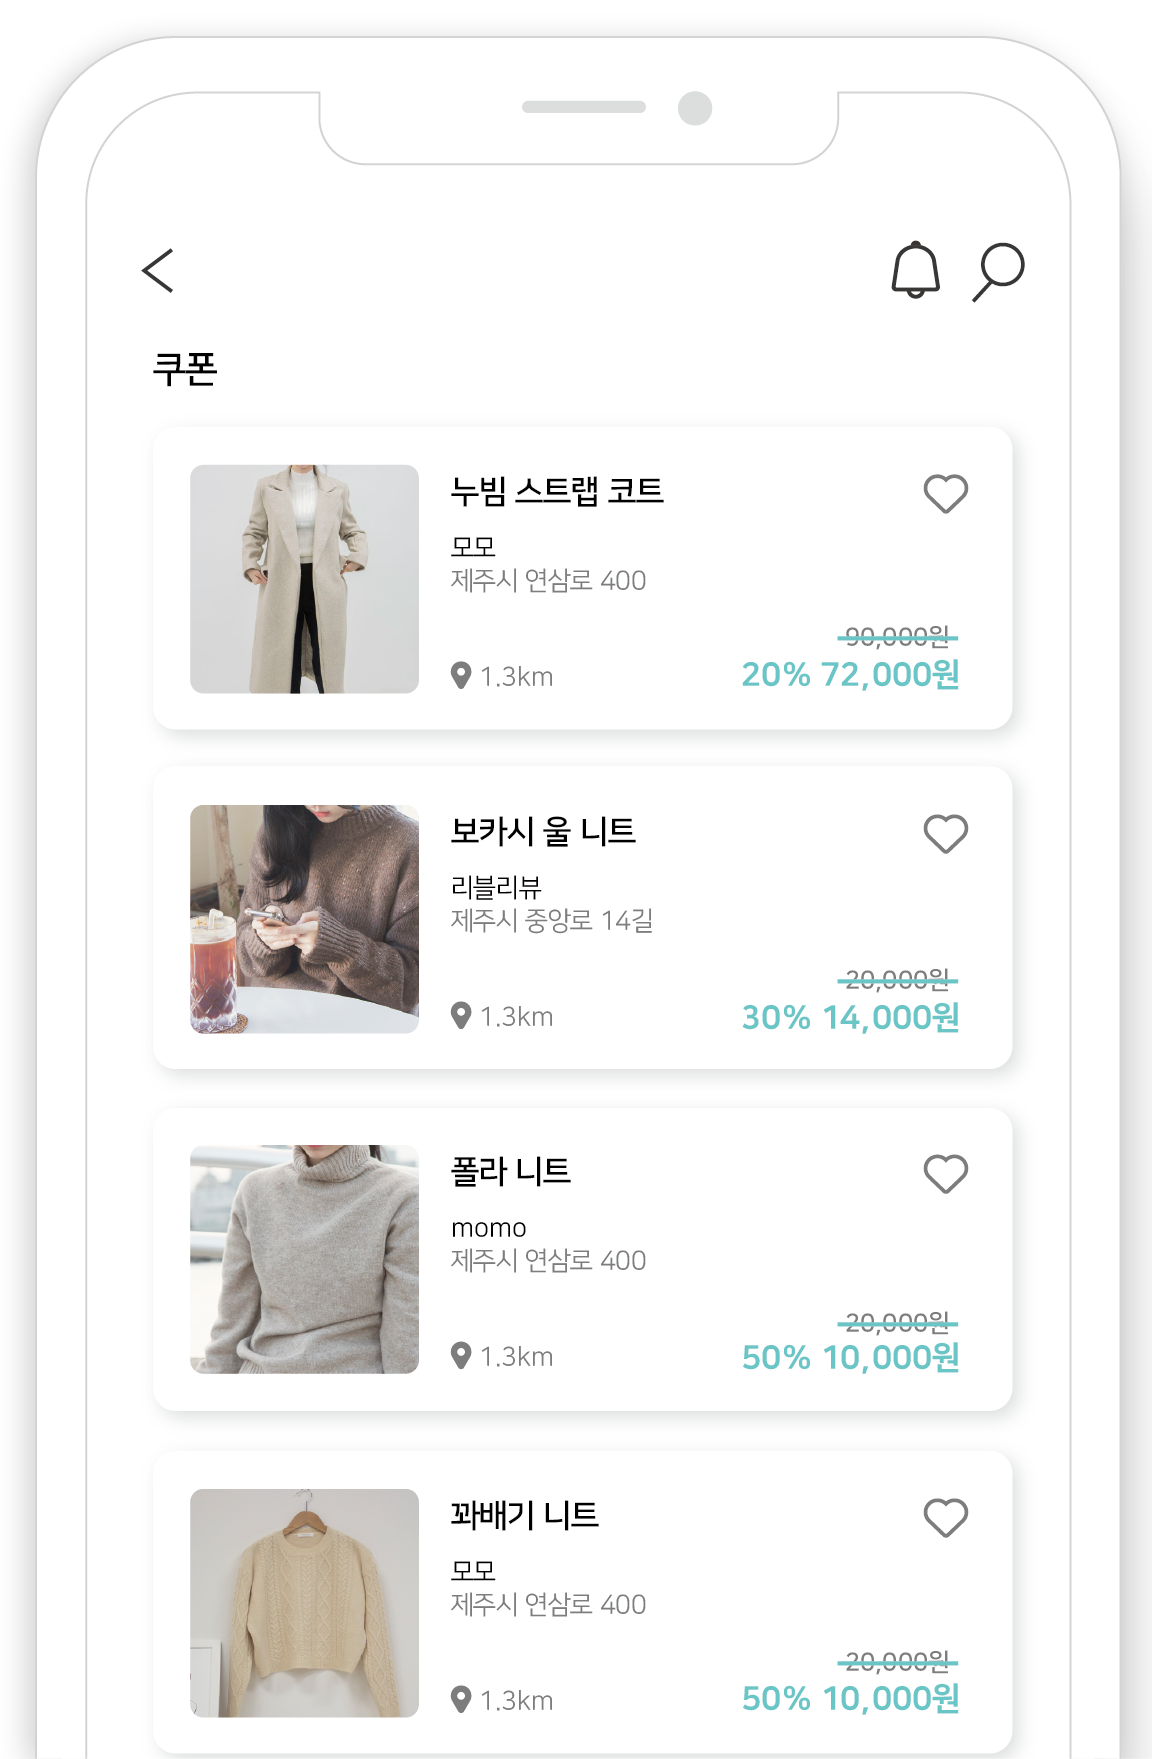 쿠폰
누빔 스트랩 코트
모모
제주시 연삼로 400
90,000원
1.3km
20% 72,000원
보카시 울 니트
리블리뷰
제주시 중앙로 14길
20,000원
1.3km
30% 14,000원
폴라 니트
momo
제주시 연삼로 400
20,000원
1.3km
50% 10,000원
꽈배기 니트
모모
제주시 연삼로 400
20,000원
1.3km
50% 10,000원